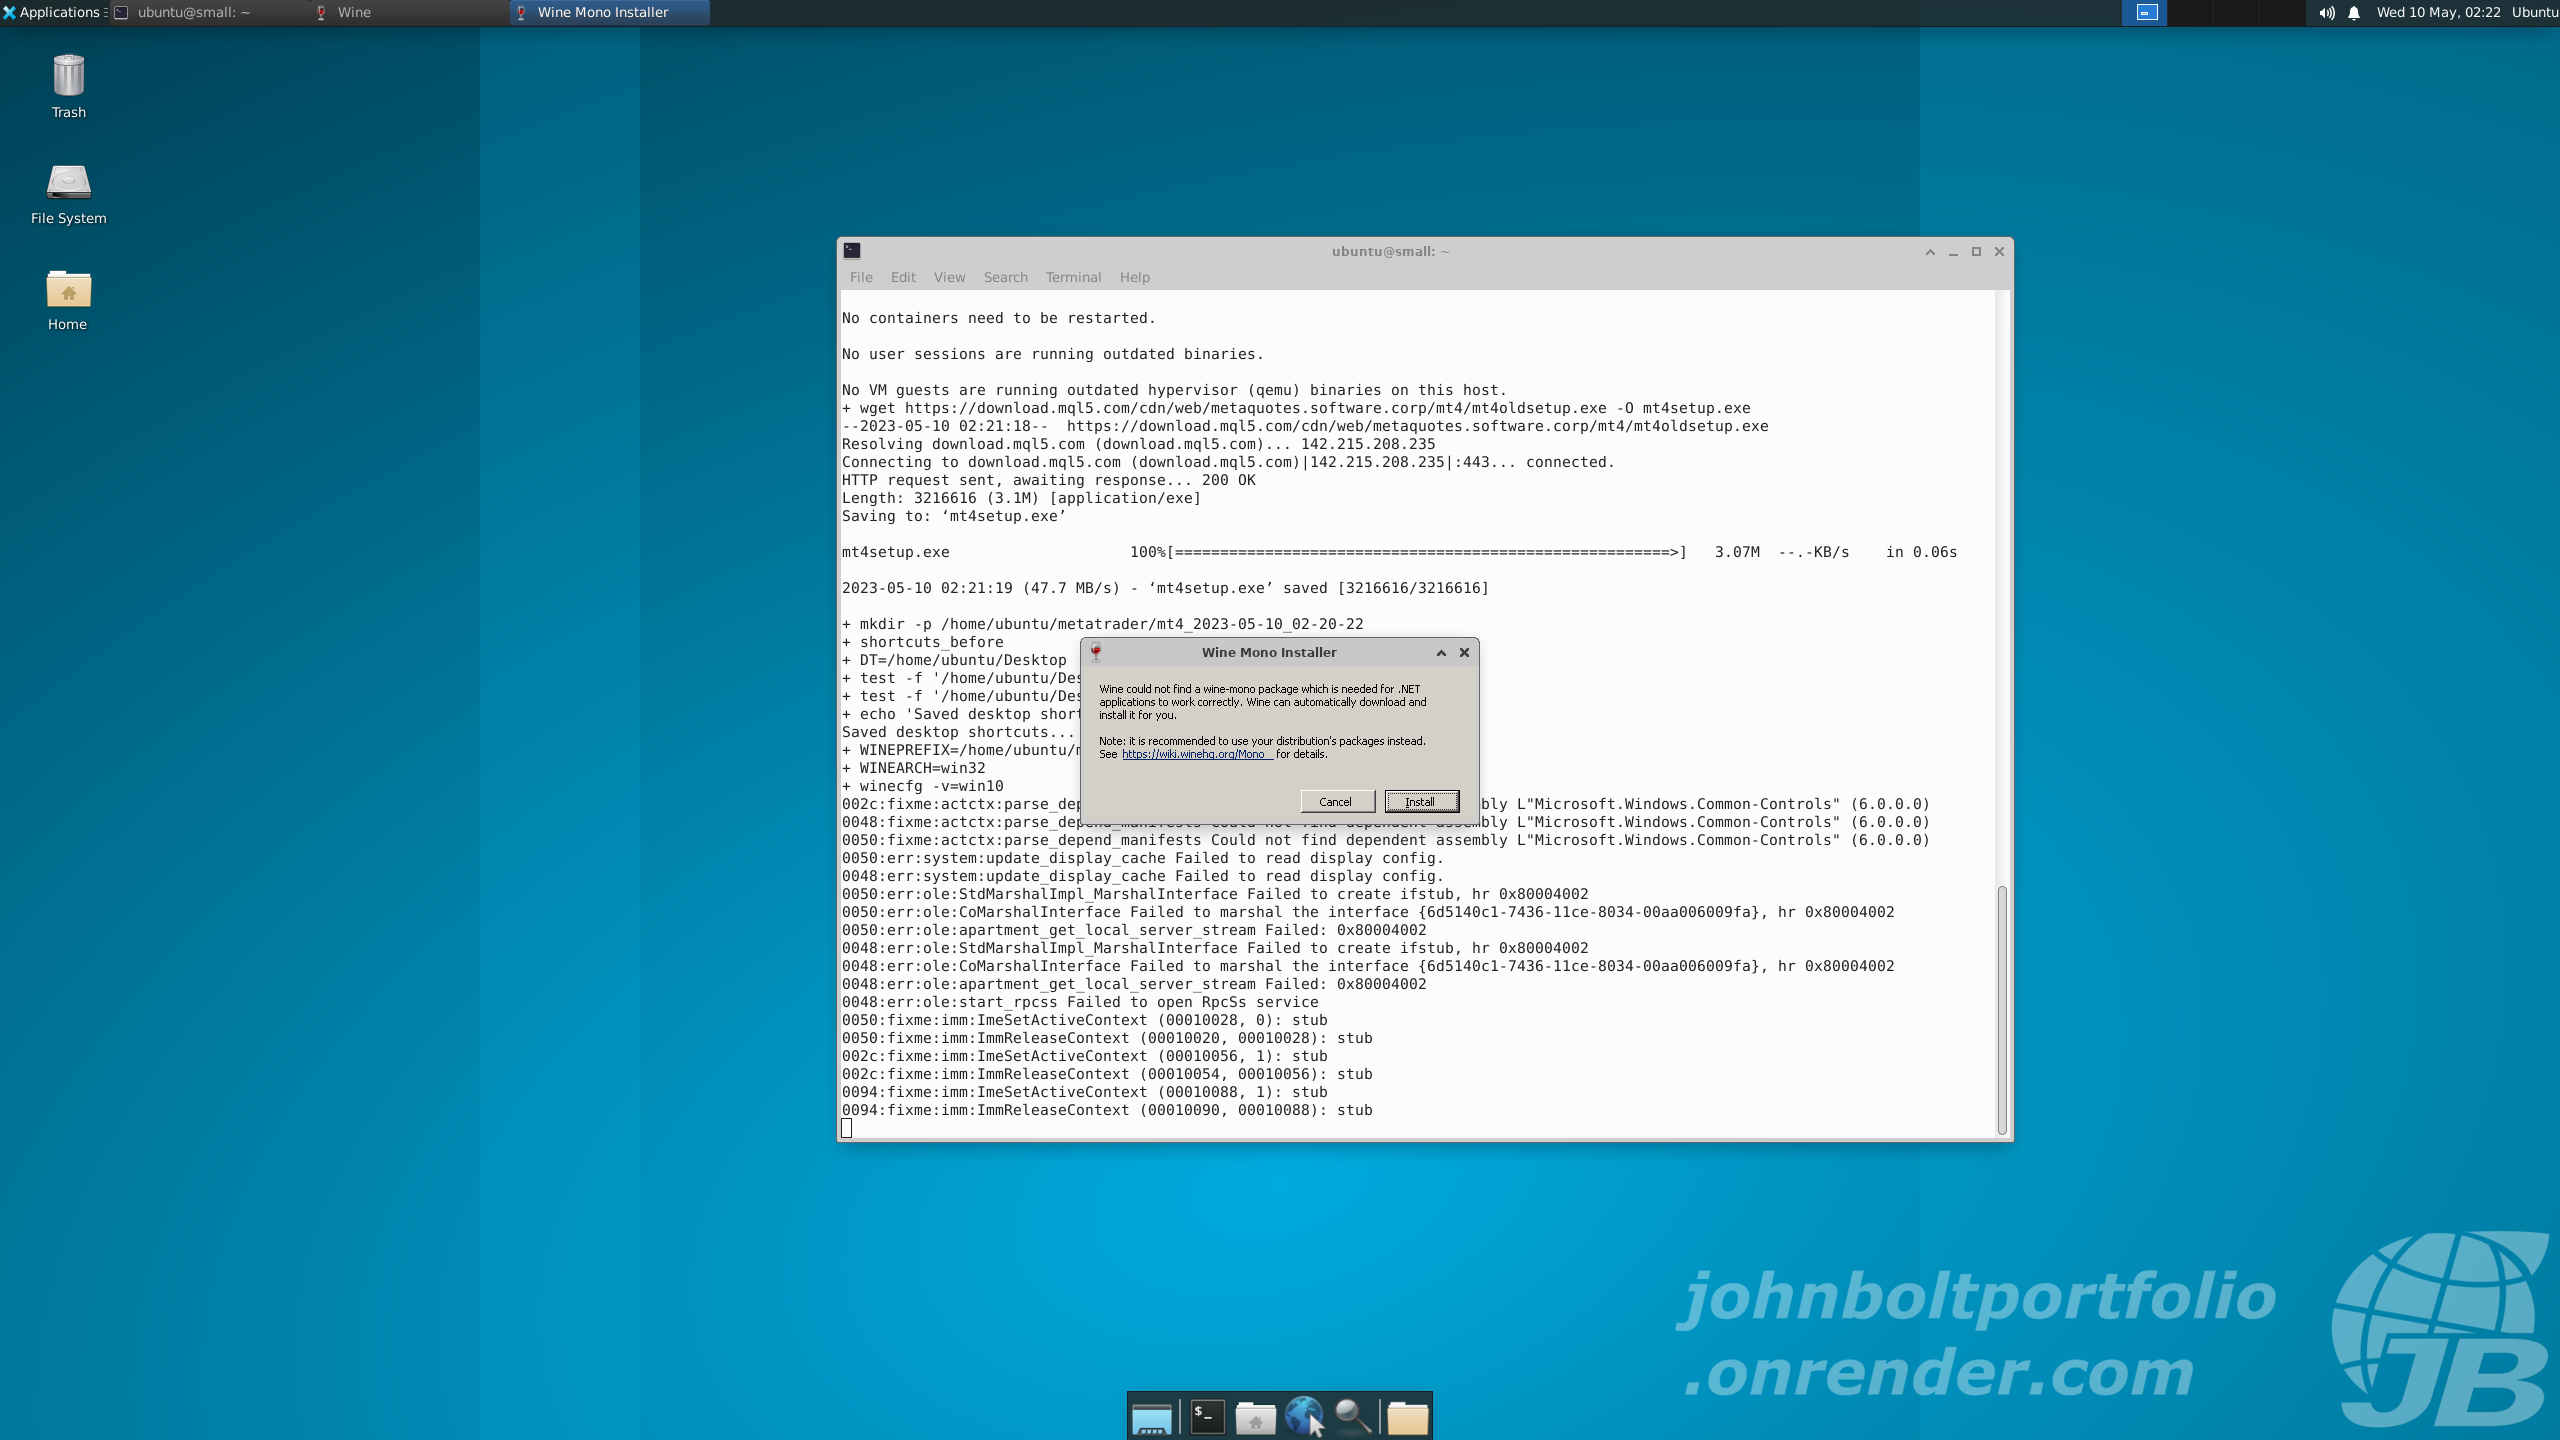 Applications
ubuntu@small: ~
Wine
Wine Mono Installer
Wed 10 May, 02:22
Ubuntu
Trash
File System
Home
ubuntu@small: ~
File Edit View Search Terminal Help
No containers need to be restarted.
No user sessions are running outdated binaries.
No VM guests are running outdated hypervisor (qemu) binaries on this host.
+ wget https://download.mql5.com/cdn/web/metaquotes.software.corp/mt4/mt4oldsetup.exe -O mt4setup.exe
--2023-05-10 02:21:18--  https://download.mql5.com/cdn/web/metaquotes.software.corp/mt4/mt4oldsetup.exe
Resolving download.mql5.com (download.mql5.com)... 142.215.208.235
Connecting to download.mql5.com (download.mql5.com)|142.215.208.235|:443... connected.
HTTP request sent, awaiting response... 200 OK
Length: 3216616 (3.1M) [application/exe]
Saving to: ‘mt4setup.exe’
mt4setup.exe                    100%[=======================================================>]   3.07M  --.-KB/s    in 0.06s
2023-05-10 02:21:19 (47.7 MB/s) - ‘mt4setup.exe’ saved [3216616/3216616]
+ mkdir -p /home/ubuntu/metatrader/mt4_2023-05-10_02-20-22
+ shortcuts_before
+ DT=/home/ubuntu/Desktop
+ test -f '/home/ubuntu/Des
+ test -f '/home/ubuntu/Des
+ echo 'Saved desktop short
Saved desktop shortcuts...
+ WINEPREFIX=/home/ubuntu/m
+ WINEARCH=win32
+ winecfg -v=win10
Wine Mono Installer
Wine could not find a wine-mono package which is needed for .NET
applications to work correctly. Wine can automatically download and
install it for you.
Note: it is recommended to use your distribution's packages instead.
See https://wiki.winehq.org/Mono for details.
Cancel
Install
002c:fixme:actctx:parse_dep bly L"Microsoft.Windows.Common-Controls" (6.0.0.0)
0048:fixme:actctx:parse_depend_manifests Could not find dependent assembly L"Microsoft.Windows.Common-Controls" (6.0.0.0)
0050:fixme:actctx:parse_depend_manifests Could not find dependent assembly L"Microsoft.Windows.Common-Controls" (6.0.0.0)
0050:err:system:update_display_cache Failed to read display config.
0048:err:system:update_display_cache Failed to read display config.
0050:err:ole:StdMarshalImpl_MarshalInterface Failed to create ifstub, hr 0x80004002
0050:err:ole:CoMarshalInterface Failed to marshal the interface {6d5140c1-7436-11ce-8034-00aa006009fa}, hr 0x80004002
0050:err:ole:apartment_get_local_server_stream Failed: 0x80004002
0048:err:ole:StdMarshalImpl_MarshalInterface Failed to create ifstub, hr 0x80004002
0048:err:ole:CoMarshalInterface Failed to marshal the interface {6d5140c1-7436-11ce-8034-00aa006009fa}, hr 0x80004002
0048:err:ole:apartment_get_local_server_stream Failed: 0x80004002
0048:err:ole:start_rpcss Failed to open RpcSs service
0050:fixme:imm:ImeSetActiveContext (00010028, 0): stub
0050:fixme:imm:ImmReleaseContext (00010020, 00010028): stub
002c:fixme:imm:ImeSetActiveContext (00010056, 1): stub
002c:fixme:imm:ImmReleaseContext (00010054, 00010056): stub
0094:fixme:imm:ImeSetActiveContext (00010088, 1): stub
0094:fixme:imm:ImmReleaseContext (00010090, 00010088): stub
johnboltportfolio
.onrender.com
JB